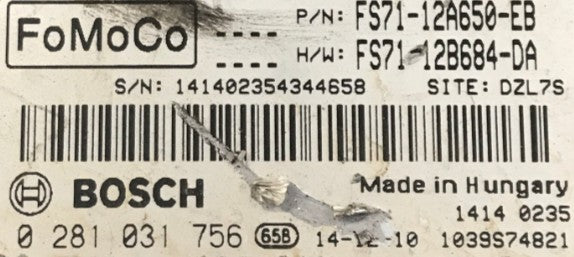 FoMoCo
P/N: FS71-12A650-EB
H/W: FS71-12B684-DA
S/N: 141402354344658 SITE: DZL7S
BOSCH Made in Hungary
1414 0235
0 281 031 756 65B 14-12-10 1039S74821